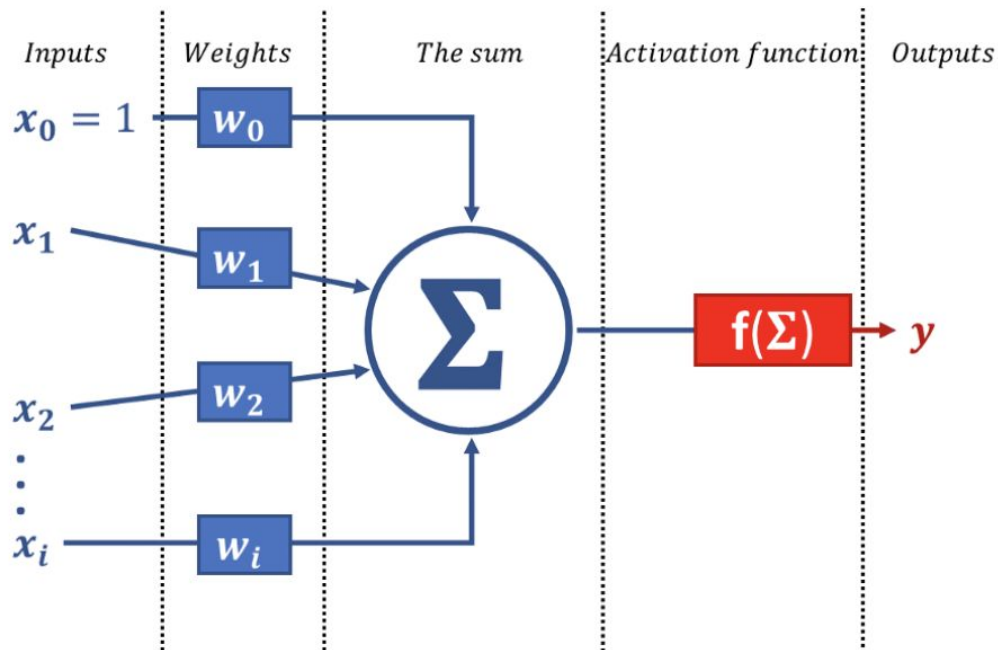 Inputs Weights The sum Activation function Outputs
x₀ = 1 w₀
x₁ w₁
Σ f(Σ) y
x₂ w₂
⋮
xᵢ wᵢ